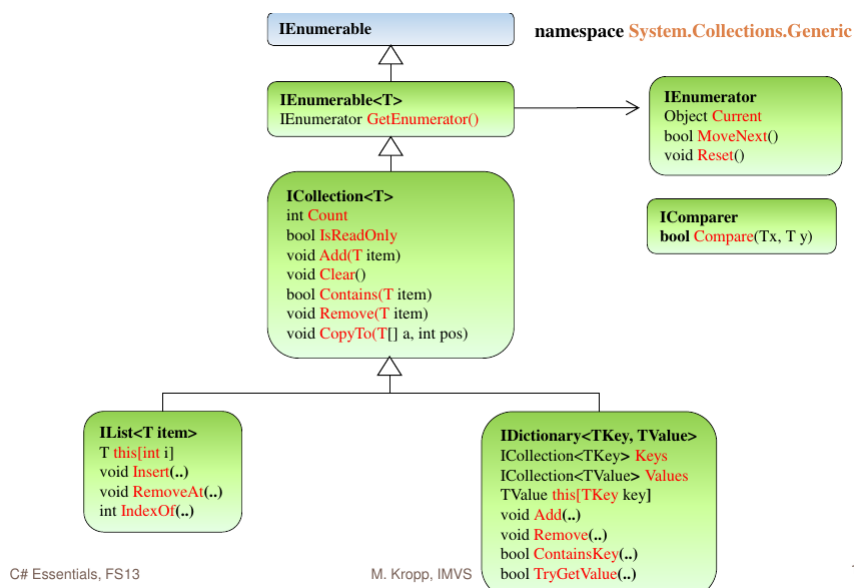 IEnumerable
namespace System.Collections.Generic
IEnumerable<T>
IEnumerator GetEnumerator()
IEnumerator
Object Current
bool MoveNext()
void Reset()
ICollection<T>
int Count
bool IsReadOnly
void Add(T item)
void Clear()
bool Contains(T item)
void Remove(T item)
void CopyTo(T[] a, int pos)
IComparer
bool Compare(Tx, T y)
IList<T item>
T this[int i]
void Insert(..)
void RemoveAt(..)
int IndexOf(..)
IDictionary<TKey, TValue>
ICollection<TKey> Keys
ICollection<TValue> Values
TValue this[TKey key]
void Add(..)
void Remove(..)
bool ContainsKey(..)
bool TryGetValue(..)
C# Essentials, FS13
M. Kropp, IMVS